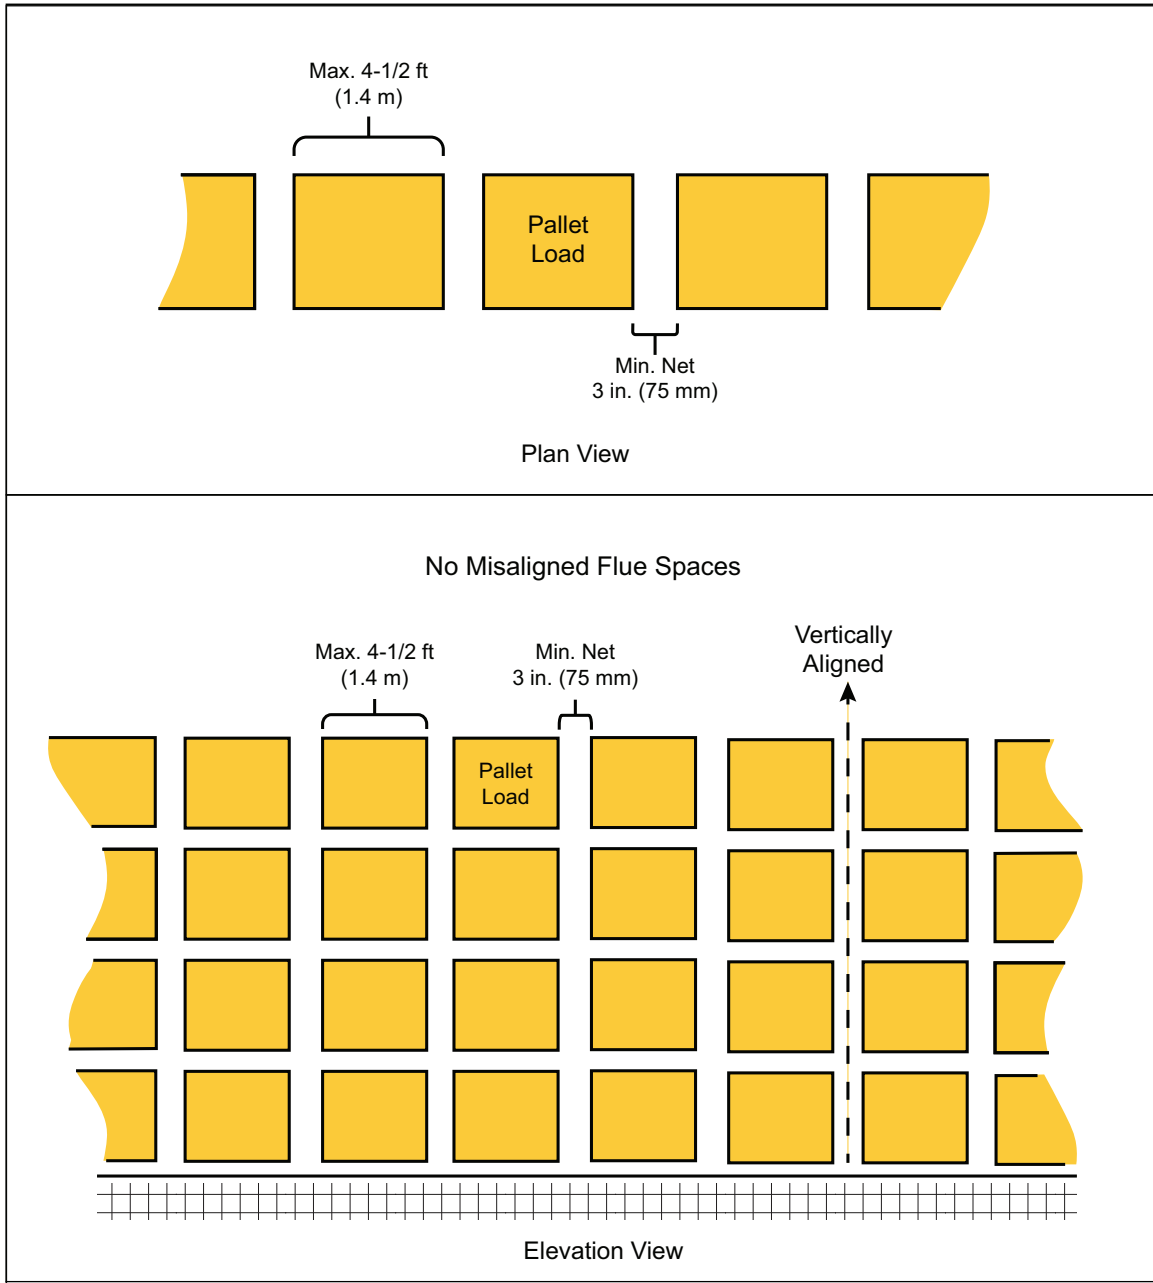 Max. 4-1/2 ft
(1.4 m)
Pallet
Load
Min. Net
3 in. (75 mm)
Plan View
No Misaligned Flue Spaces
Max. 4-1/2 ft
(1.4 m)
Min. Net
3 in. (75 mm)
Vertically
Aligned
Pallet
Load
Elevation View